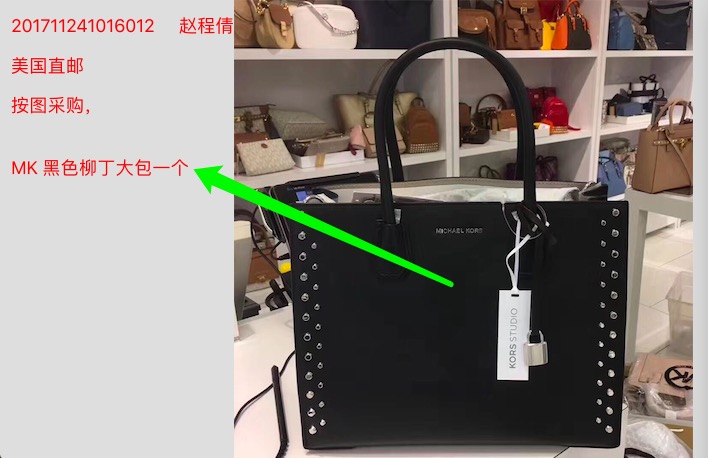 201711241016012 赵程倩
美国直邮
按图采购，
MK 黑色柳丁大包一个
MICHAEL KORS
KORS STUDIO